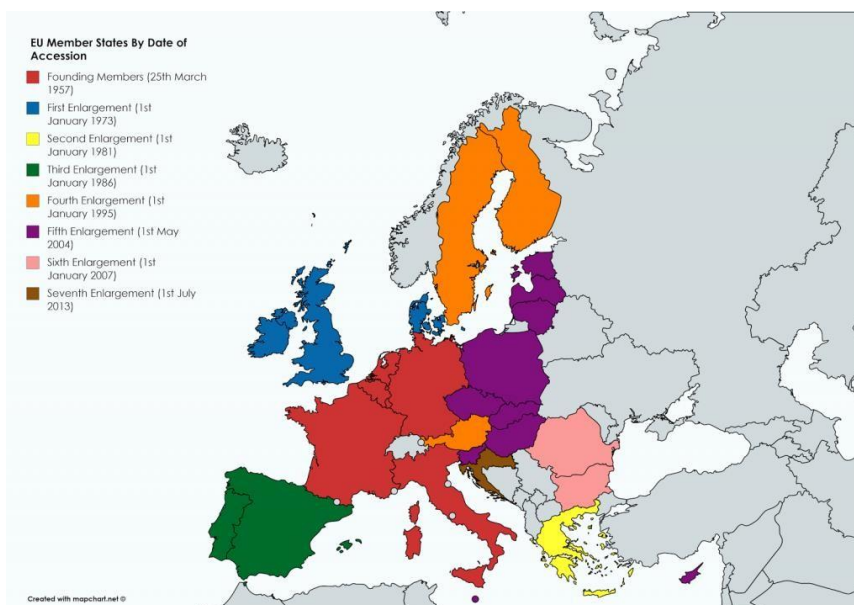 EU Member States By Date of
Accession
Founding Members (25th March
1957)
First Enlargement (1st
January 1973)
Second Enlargement (1st
January 1981)
Third Enlargement (1st
January 1986)
Fourth Enlargement (1st
January 1995)
Fifth Enlargement (1st May
2004)
Sixth Enlargement (1st
January 2007)
Seventh Enlargement (1st July
2013)
Created with mapchart.net ©